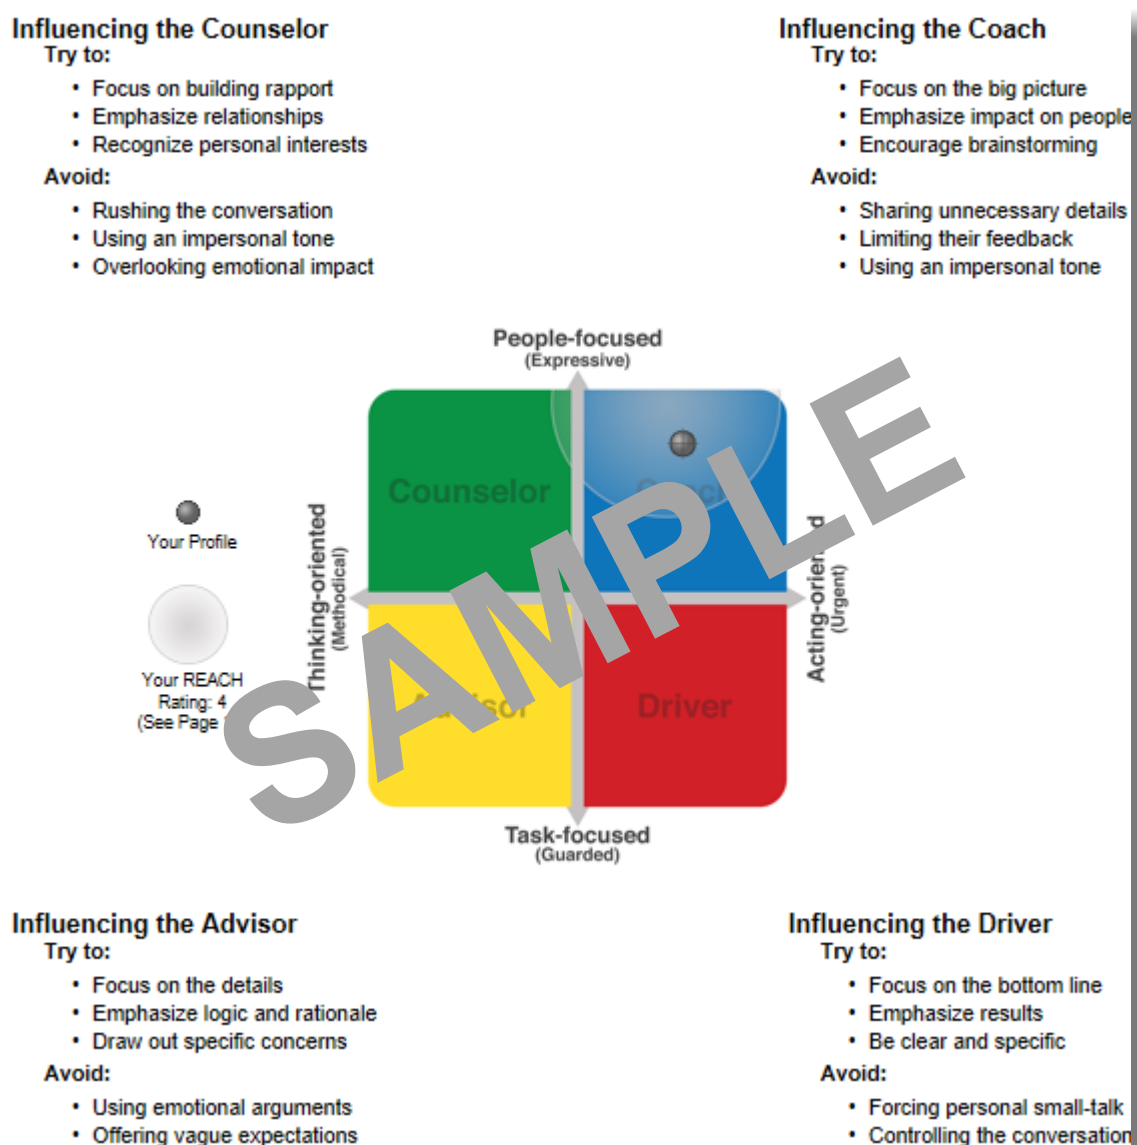 Influencing the Counselor
Try to:
• Focus on building rapport
• Emphasize relationships
• Recognize personal interests
Avoid:
• Rushing the conversation
• Using an impersonal tone
• Overlooking emotional impact
Influencing the Coach
Try to:
• Focus on the big picture
• Emphasize impact on people
• Encourage brainstorming
Avoid:
• Sharing unnecessary details
• Limiting their feedback
• Using an impersonal tone
People-focused
(Expressive)
Counselor
Coach
Your Profile
Thinking-oriented
(Methodical)
Acting-oriented
(Urgent)
Your REACH
Rating: 4
(See Page
Advisor
Driver
SAMPLE
Task-focused
(Guarded)
Influencing the Advisor
Try to:
• Focus on the details
• Emphasize logic and rationale
• Draw out specific concerns
Avoid:
• Using emotional arguments
• Offering vague expectations
Influencing the Driver
Try to:
• Focus on the bottom line
• Emphasize results
• Be clear and specific
Avoid:
• Forcing personal small-talk
• Controlling the conversation